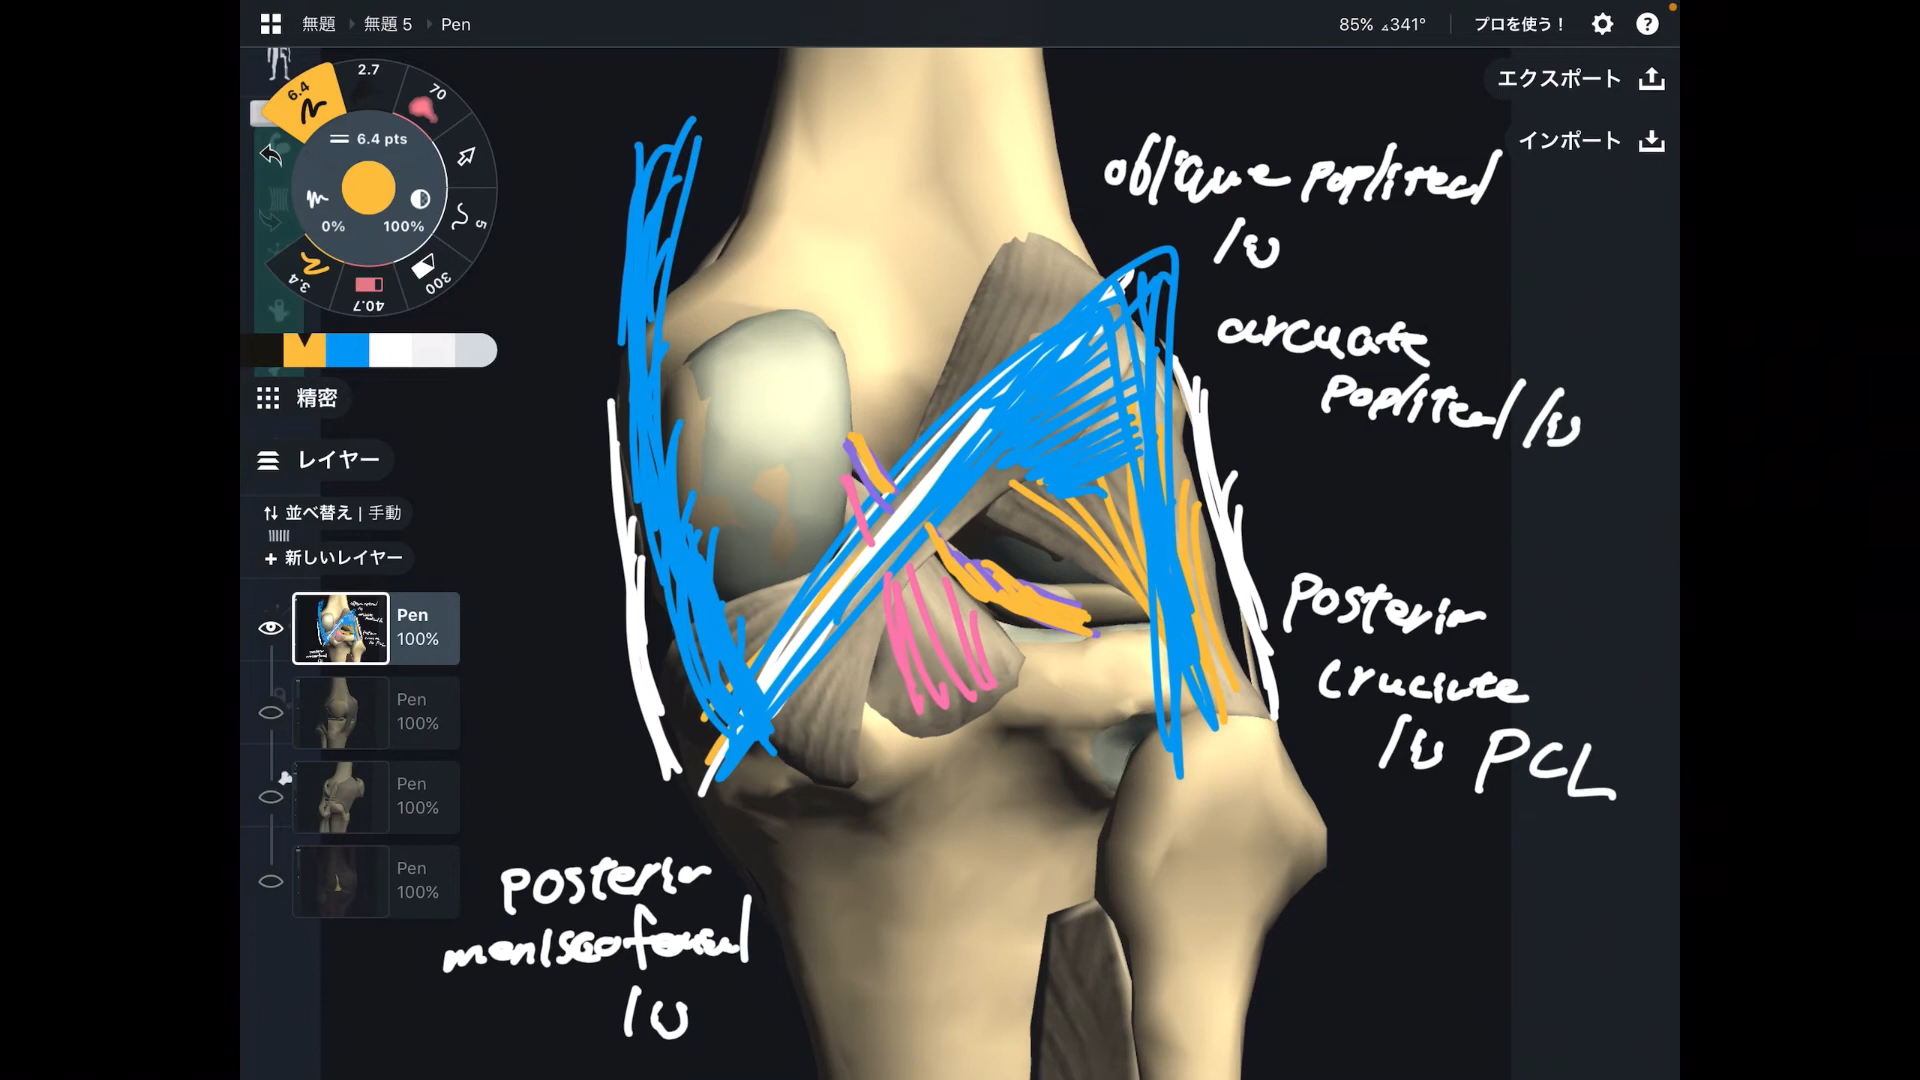 無題 無題 5 Pen
85% ⊿341°
プロを使う！
エクスポート
インポート
2.7
6.4
70
6.4 pts
5
0% 100%
3.4
300
40.7
精密
レイヤー
並べ替え | 手動
+ 新しいレイヤー
Pen
100%
Pen
100%
Pen
100%
Pen
100%
oblique popliteal
lig
arcuate
popliteal lig
Posterior
cruciate
lig PCL
posterior
meniscofemoral
lig